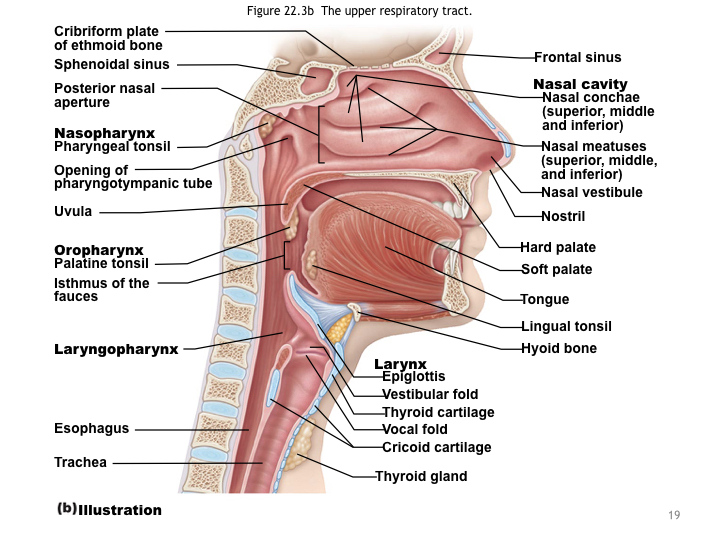 Figure 22.3b  The upper respiratory tract.
Cribriform plate
of ethmoid bone
Sphenoidal sinus
Posterior nasal
aperture
Nasopharynx
Pharyngeal tonsil
Opening of
pharyngotympanic tube
Uvula
Oropharynx
Palatine tonsil
Isthmus of the
fauces
Laryngopharynx
Esophagus
Trachea
Frontal sinus
Nasal cavity
Nasal conchae
(superior, middle
and inferior)
Nasal meatuses
(superior, middle,
and inferior)
Nasal vestibule
Nostril
Hard palate
Soft palate
Tongue
Lingual tonsil
Hyoid bone
Larynx
Epiglottis
Vestibular fold
Thyroid cartilage
Vocal fold
Cricoid cartilage
Thyroid gland
(b) Illustration
19